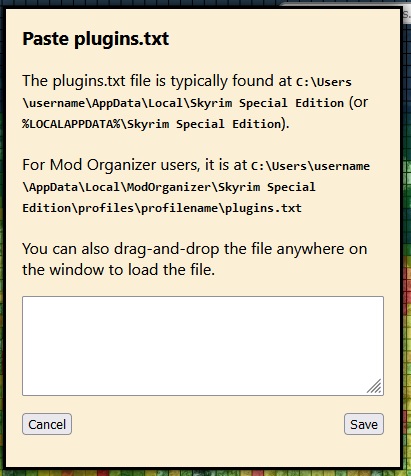 Paste plugins.txt
The plugins.txt file is typically found at C:\Users
\username\AppData\Local\Skyrim Special Edition (or
%LOCALAPPDATA%\Skyrim Special Edition).
For Mod Organizer users, it is at C:\Users\username
\AppData\Local\ModOrganizer\Skyrim Special
Edition\profiles\profilename\plugins.txt
You can also drag-and-drop the file anywhere on
the window to load the file.
Cancel Save